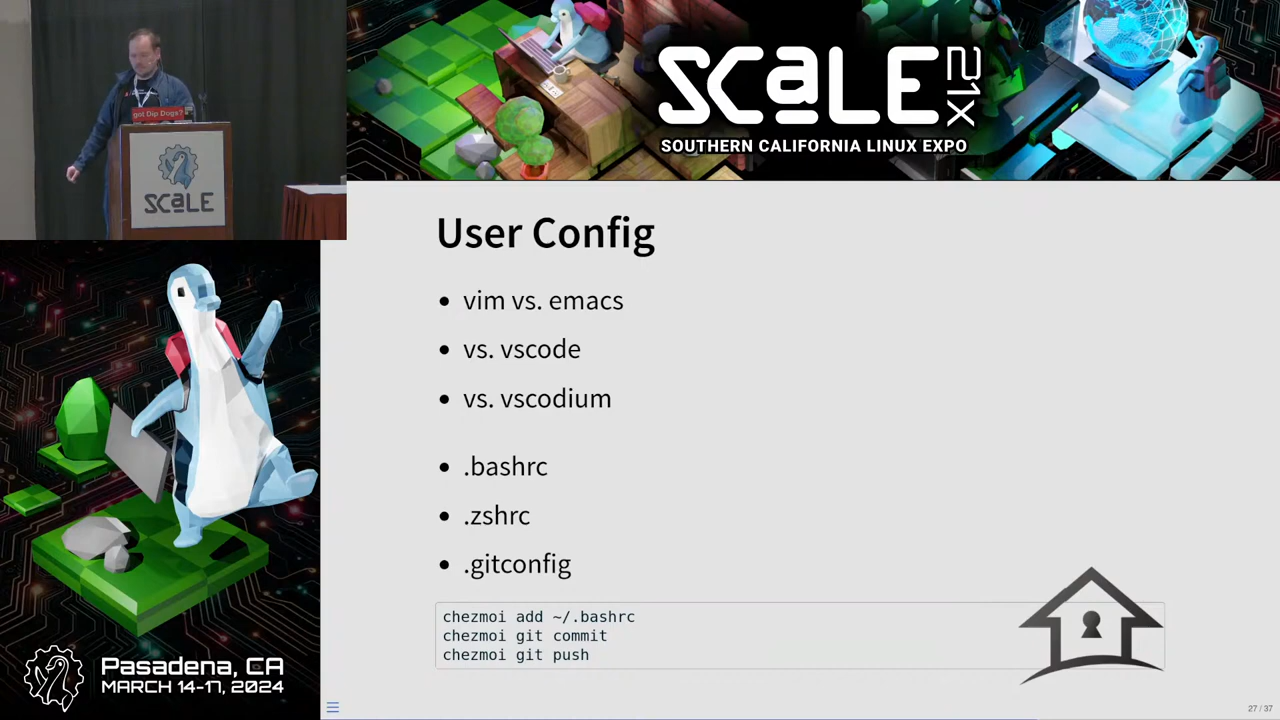 got Dip Dogs?
SCALE
SCALE 21X
SOUTHERN CALIFORNIA LINUX EXPO
User Config
• vim vs. emacs
• vs. vscode
• vs. vscodium
• .bashrc
• .zshrc
• .gitconfig
chezmoi add ~/.bashrc
chezmoi git commit
chezmoi git push
Pasadena, CA
MARCH 14-17, 2024
27 / 37